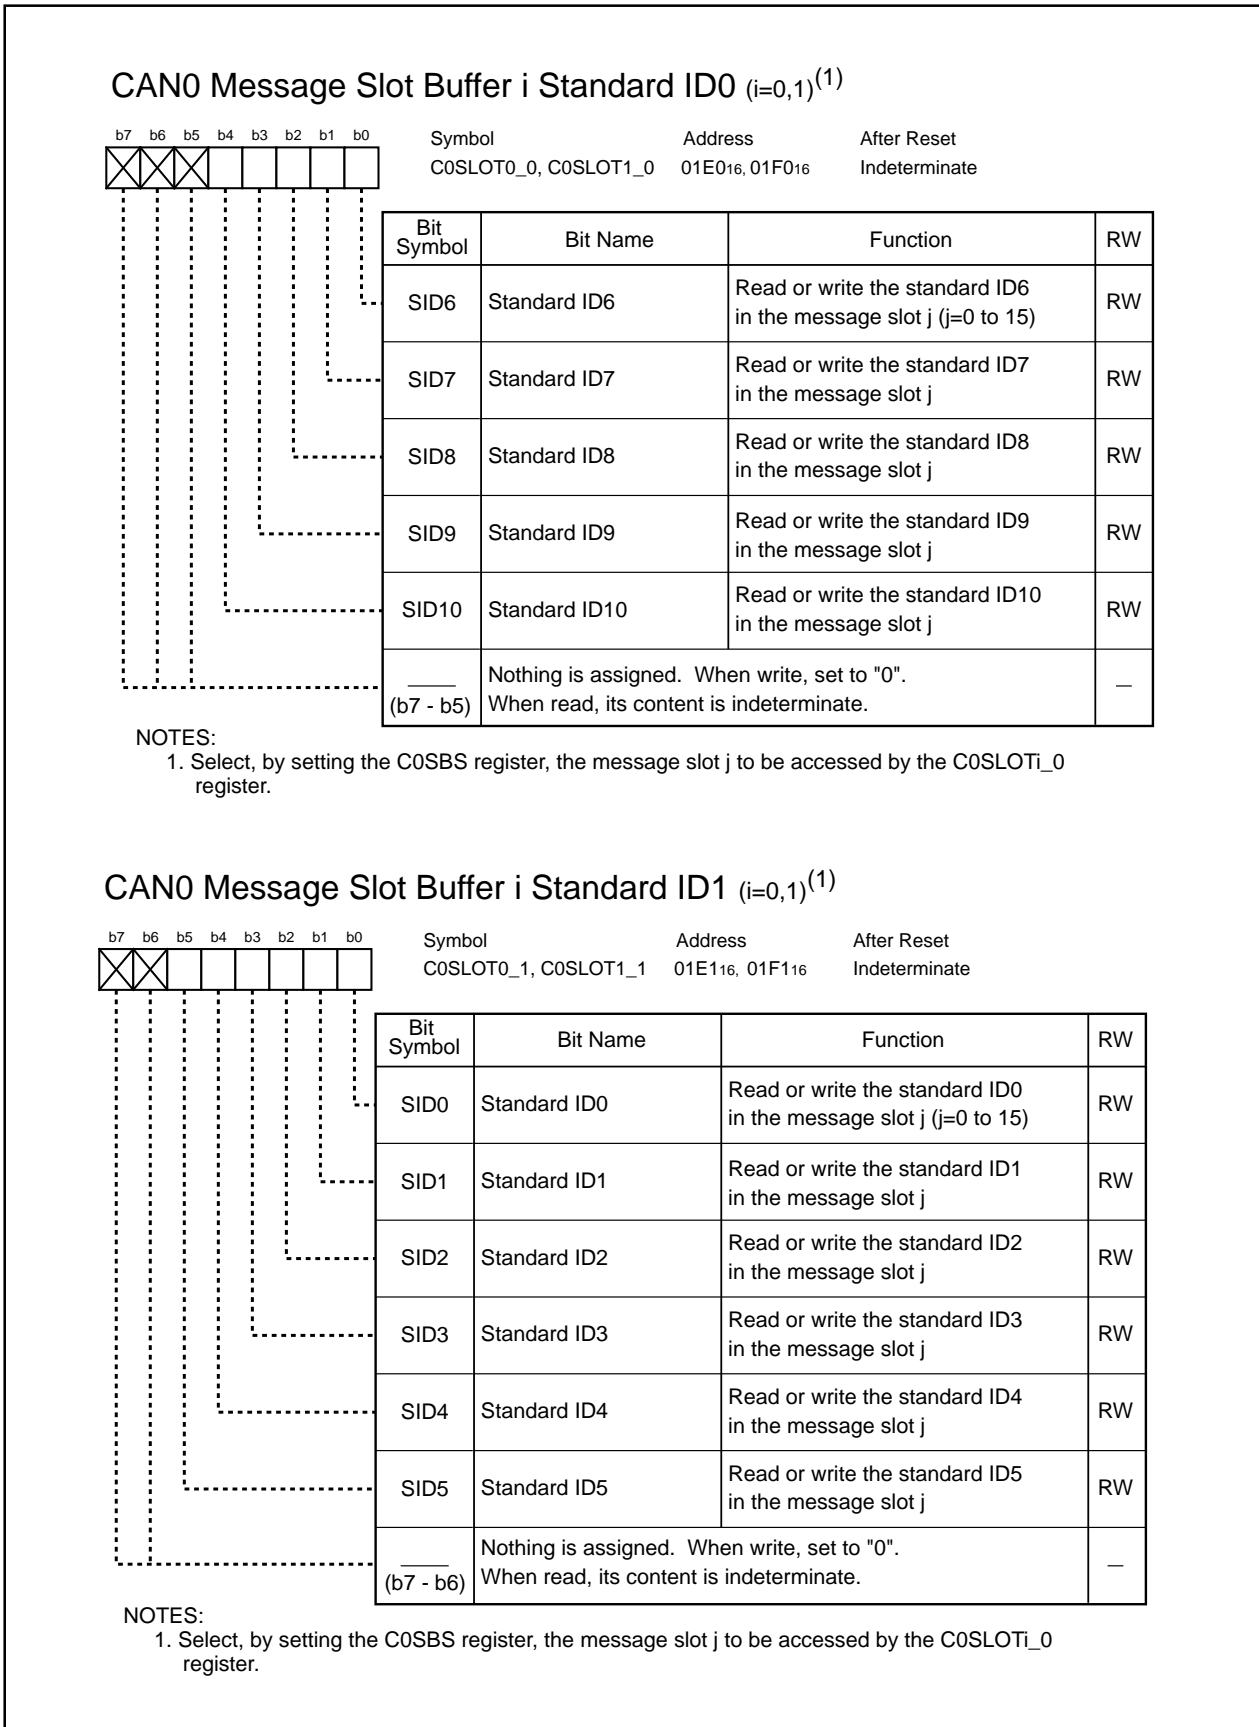 CAN0 Message Slot Buffer i Standard ID0 (i=0,1)(1)
b7 b6 b5 b4 b3 b2 b1 b0
Symbol Address After Reset
C0SLOT0_0, C0SLOT1_0 01E016, 01F016 Indeterminate
Bit Symbol Bit Name Function RW
SID6 Standard ID6 Read or write the standard ID6
in the message slot j (j=0 to 15) RW
SID7 Standard ID7 Read or write the standard ID7
in the message slot j RW
SID8 Standard ID8 Read or write the standard ID8
in the message slot j RW
SID9 Standard ID9 Read or write the standard ID9
in the message slot j RW
SID10 Standard ID10 Read or write the standard ID10
in the message slot j RW
Nothing is assigned. When write, set to "0".
(b7 - b5) When read, its content is indeterminate. —
NOTES:
1. Select, by setting the C0SBS register, the message slot j to be accessed by the C0SLOTi_0
register.
CAN0 Message Slot Buffer i Standard ID1 (i=0,1)(1)
b7 b6 b5 b4 b3 b2 b1 b0
Symbol Address After Reset
C0SLOT0_1, C0SLOT1_1 01E116, 01F116 Indeterminate
Bit Symbol Bit Name Function RW
SID0 Standard ID0 Read or write the standard ID0
in the message slot j (j=0 to 15) RW
SID1 Standard ID1 Read or write the standard ID1
in the message slot j RW
SID2 Standard ID2 Read or write the standard ID2
in the message slot j RW
SID3 Standard ID3 Read or write the standard ID3
in the message slot j RW
SID4 Standard ID4 Read or write the standard ID4
in the message slot j RW
SID5 Standard ID5 Read or write the standard ID5
in the message slot j RW
Nothing is assigned. When write, set to "0".
(b7 - b6) When read, its content is indeterminate. —
NOTES:
1. Select, by setting the C0SBS register, the message slot j to be accessed by the C0SLOTi_0
register.